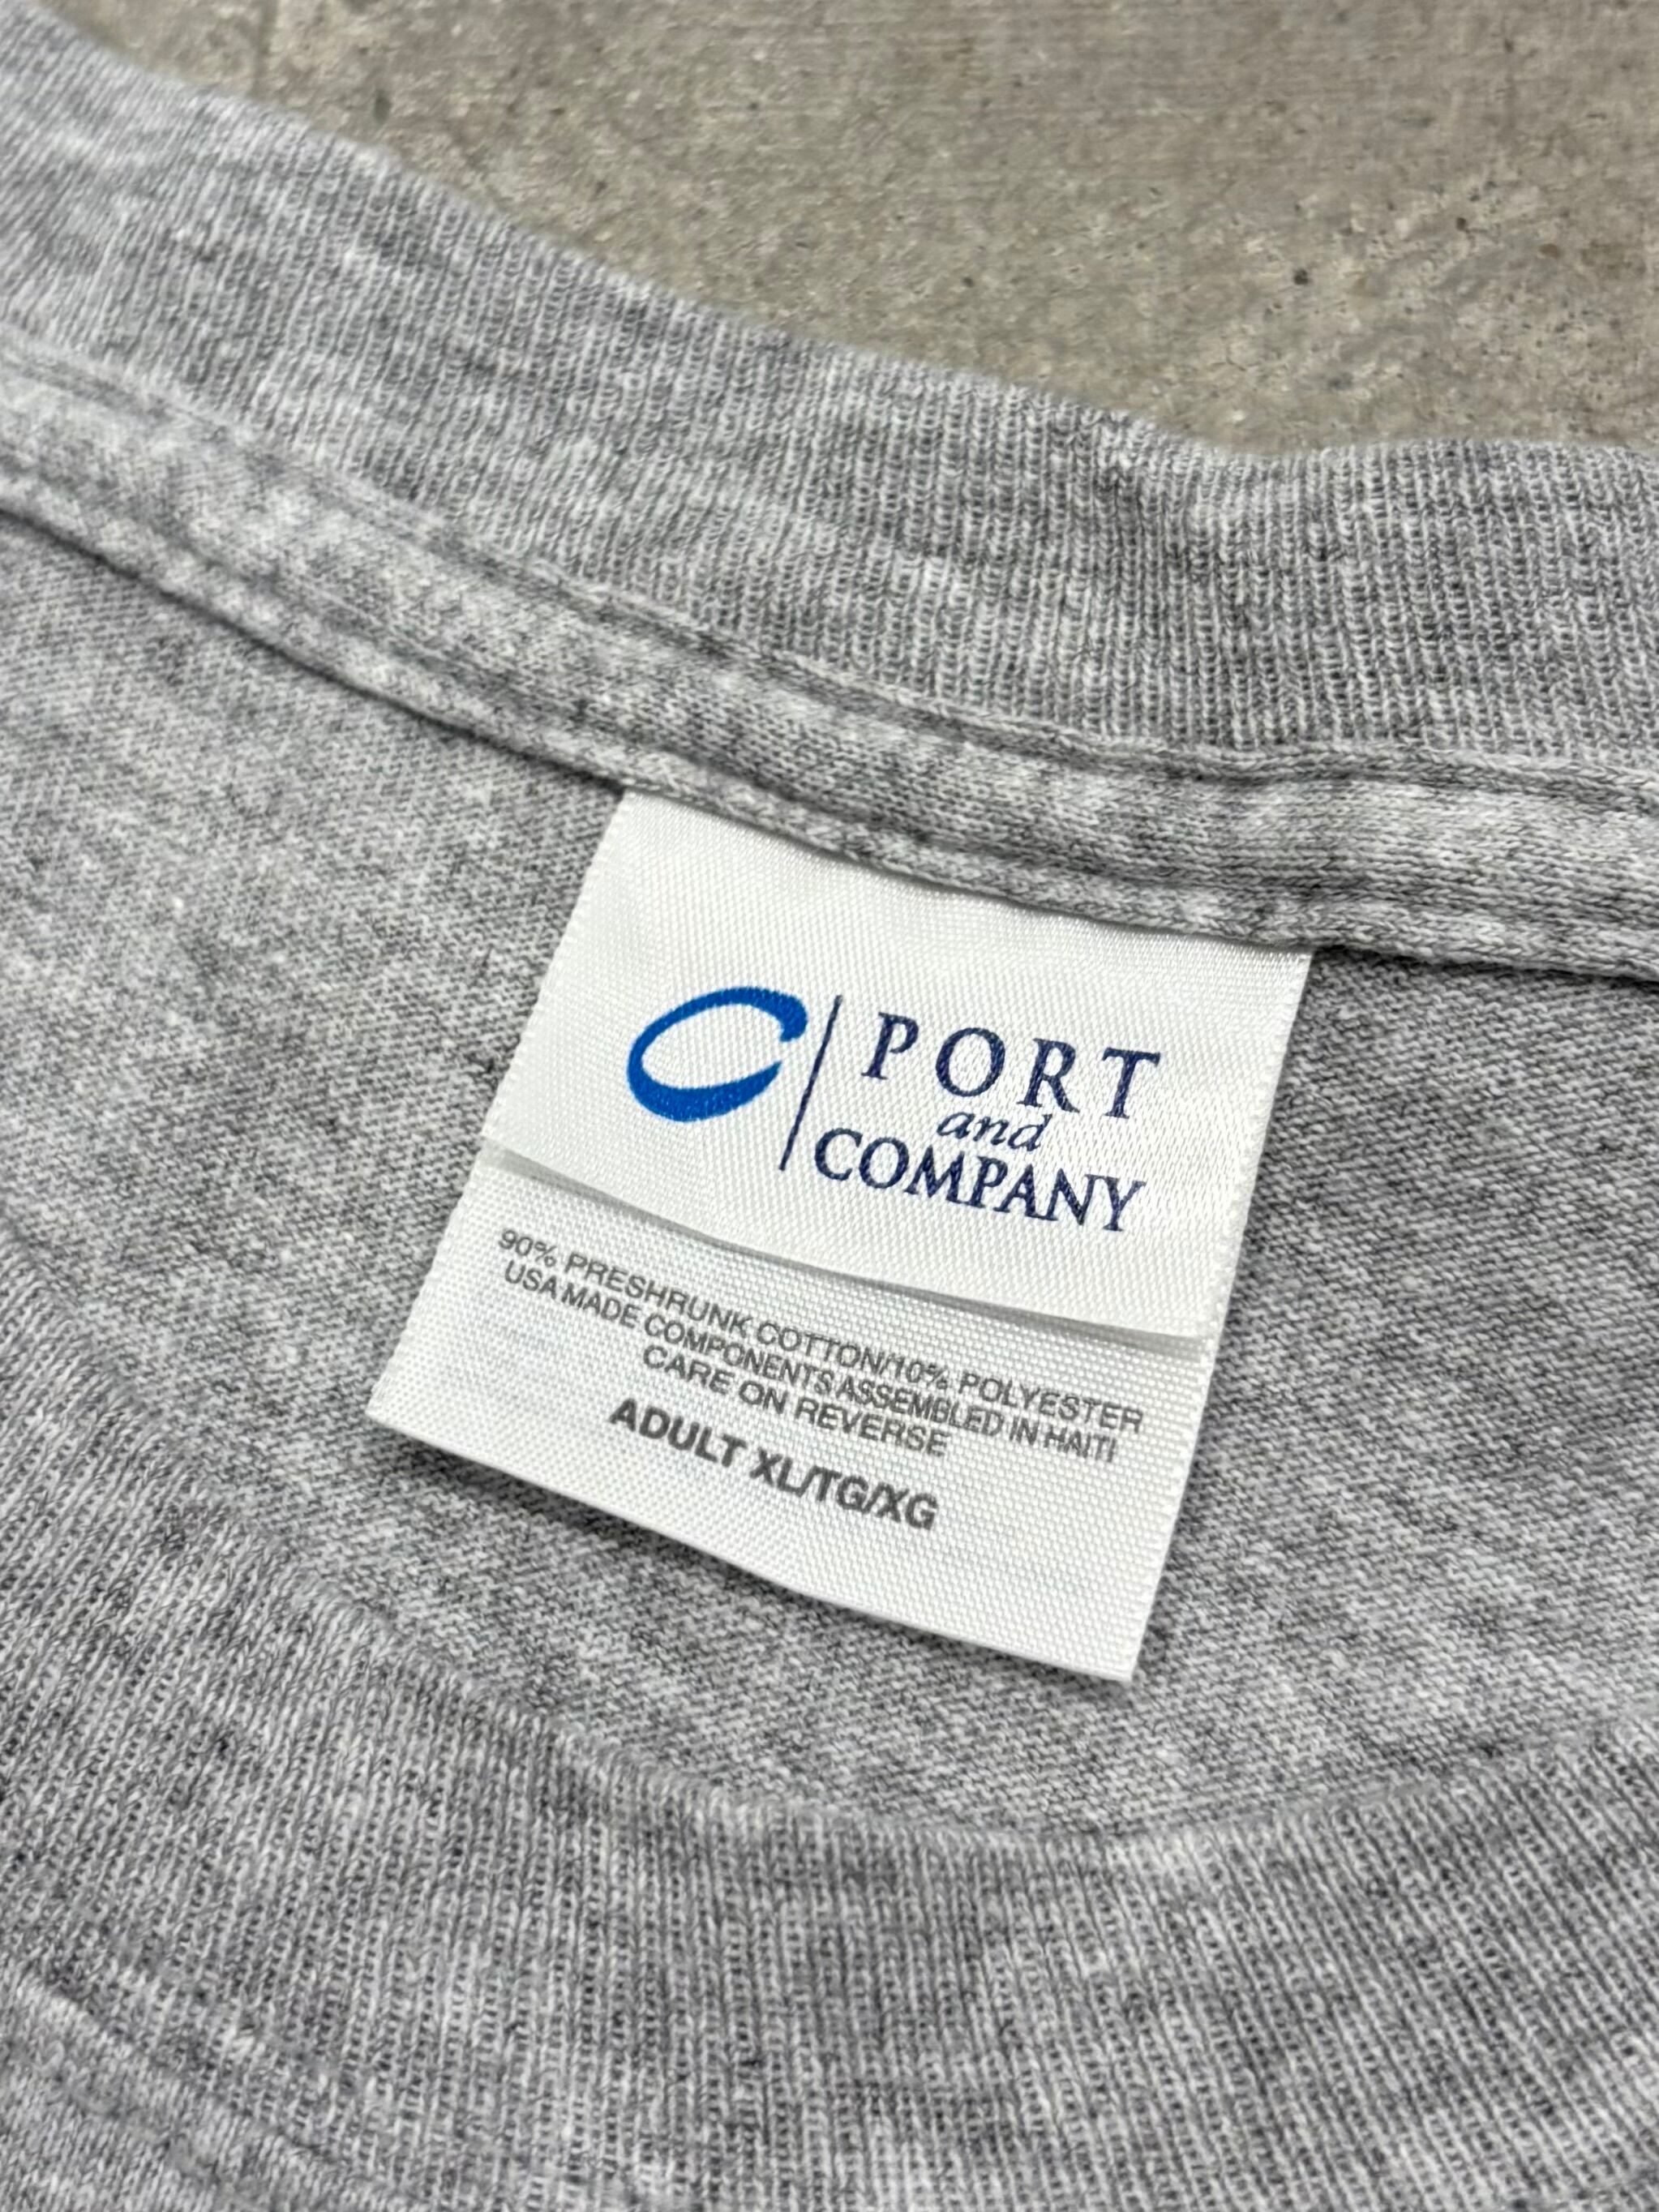 PORT
and
COMPANY
90% PRESHRUNK COTTON/10% POLYESTER
USA MADE COMPONENTS ASSEMBLED IN HAITI
CARE ON REVERSE
ADULT XL/TG/XG